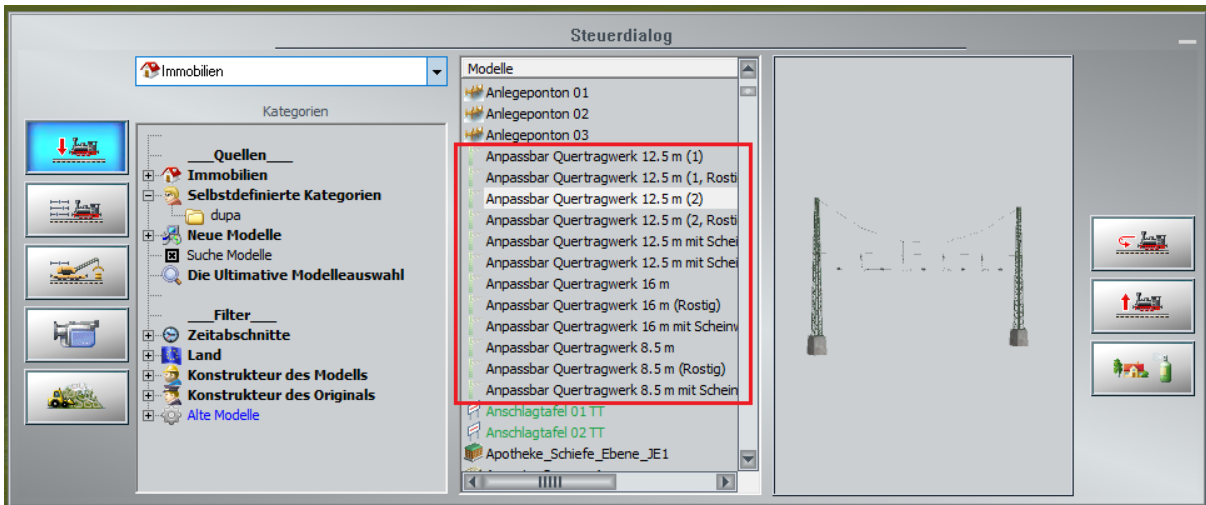 Steuerdialog
Immobilien
Kategorien
___Quellen___
Immobilien
Selbstdefinierte Kategorien
dupa
Neue Modelle
Suche Modelle
Die Ultimative Modelleauswahl
___Filter___
Zeitabschnitte
Land
Konstrukteur des Modells
Konstrukteur des Originals
Alte Modelle
Modelle
Anlegeponton 01
Anlegeponton 02
Anlegeponton 03
Anpassbar Quertragwerk 12.5 m (1)
Anpassbar Quertragwerk 12.5 m (1, Rosti
Anpassbar Quertragwerk 12.5 m (2)
Anpassbar Quertragwerk 12.5 m (2, Rosti
Anpassbar Quertragwerk 12.5 m mit Schei
Anpassbar Quertragwerk 12.5 m mit Schei
Anpassbar Quertragwerk 16 m
Anpassbar Quertragwerk 16 m (Rostig)
Anpassbar Quertragwerk 16 m mit Scheinw
Anpassbar Quertragwerk 8.5 m
Anpassbar Quertragwerk 8.5 m (Rostig)
Anpassbar Quertragwerk 8.5 m mit Schein
Anschlagtafel 01 TT
Anschlagtafel 02 TT
Apotheke_Schiefe_Ebene_JE1